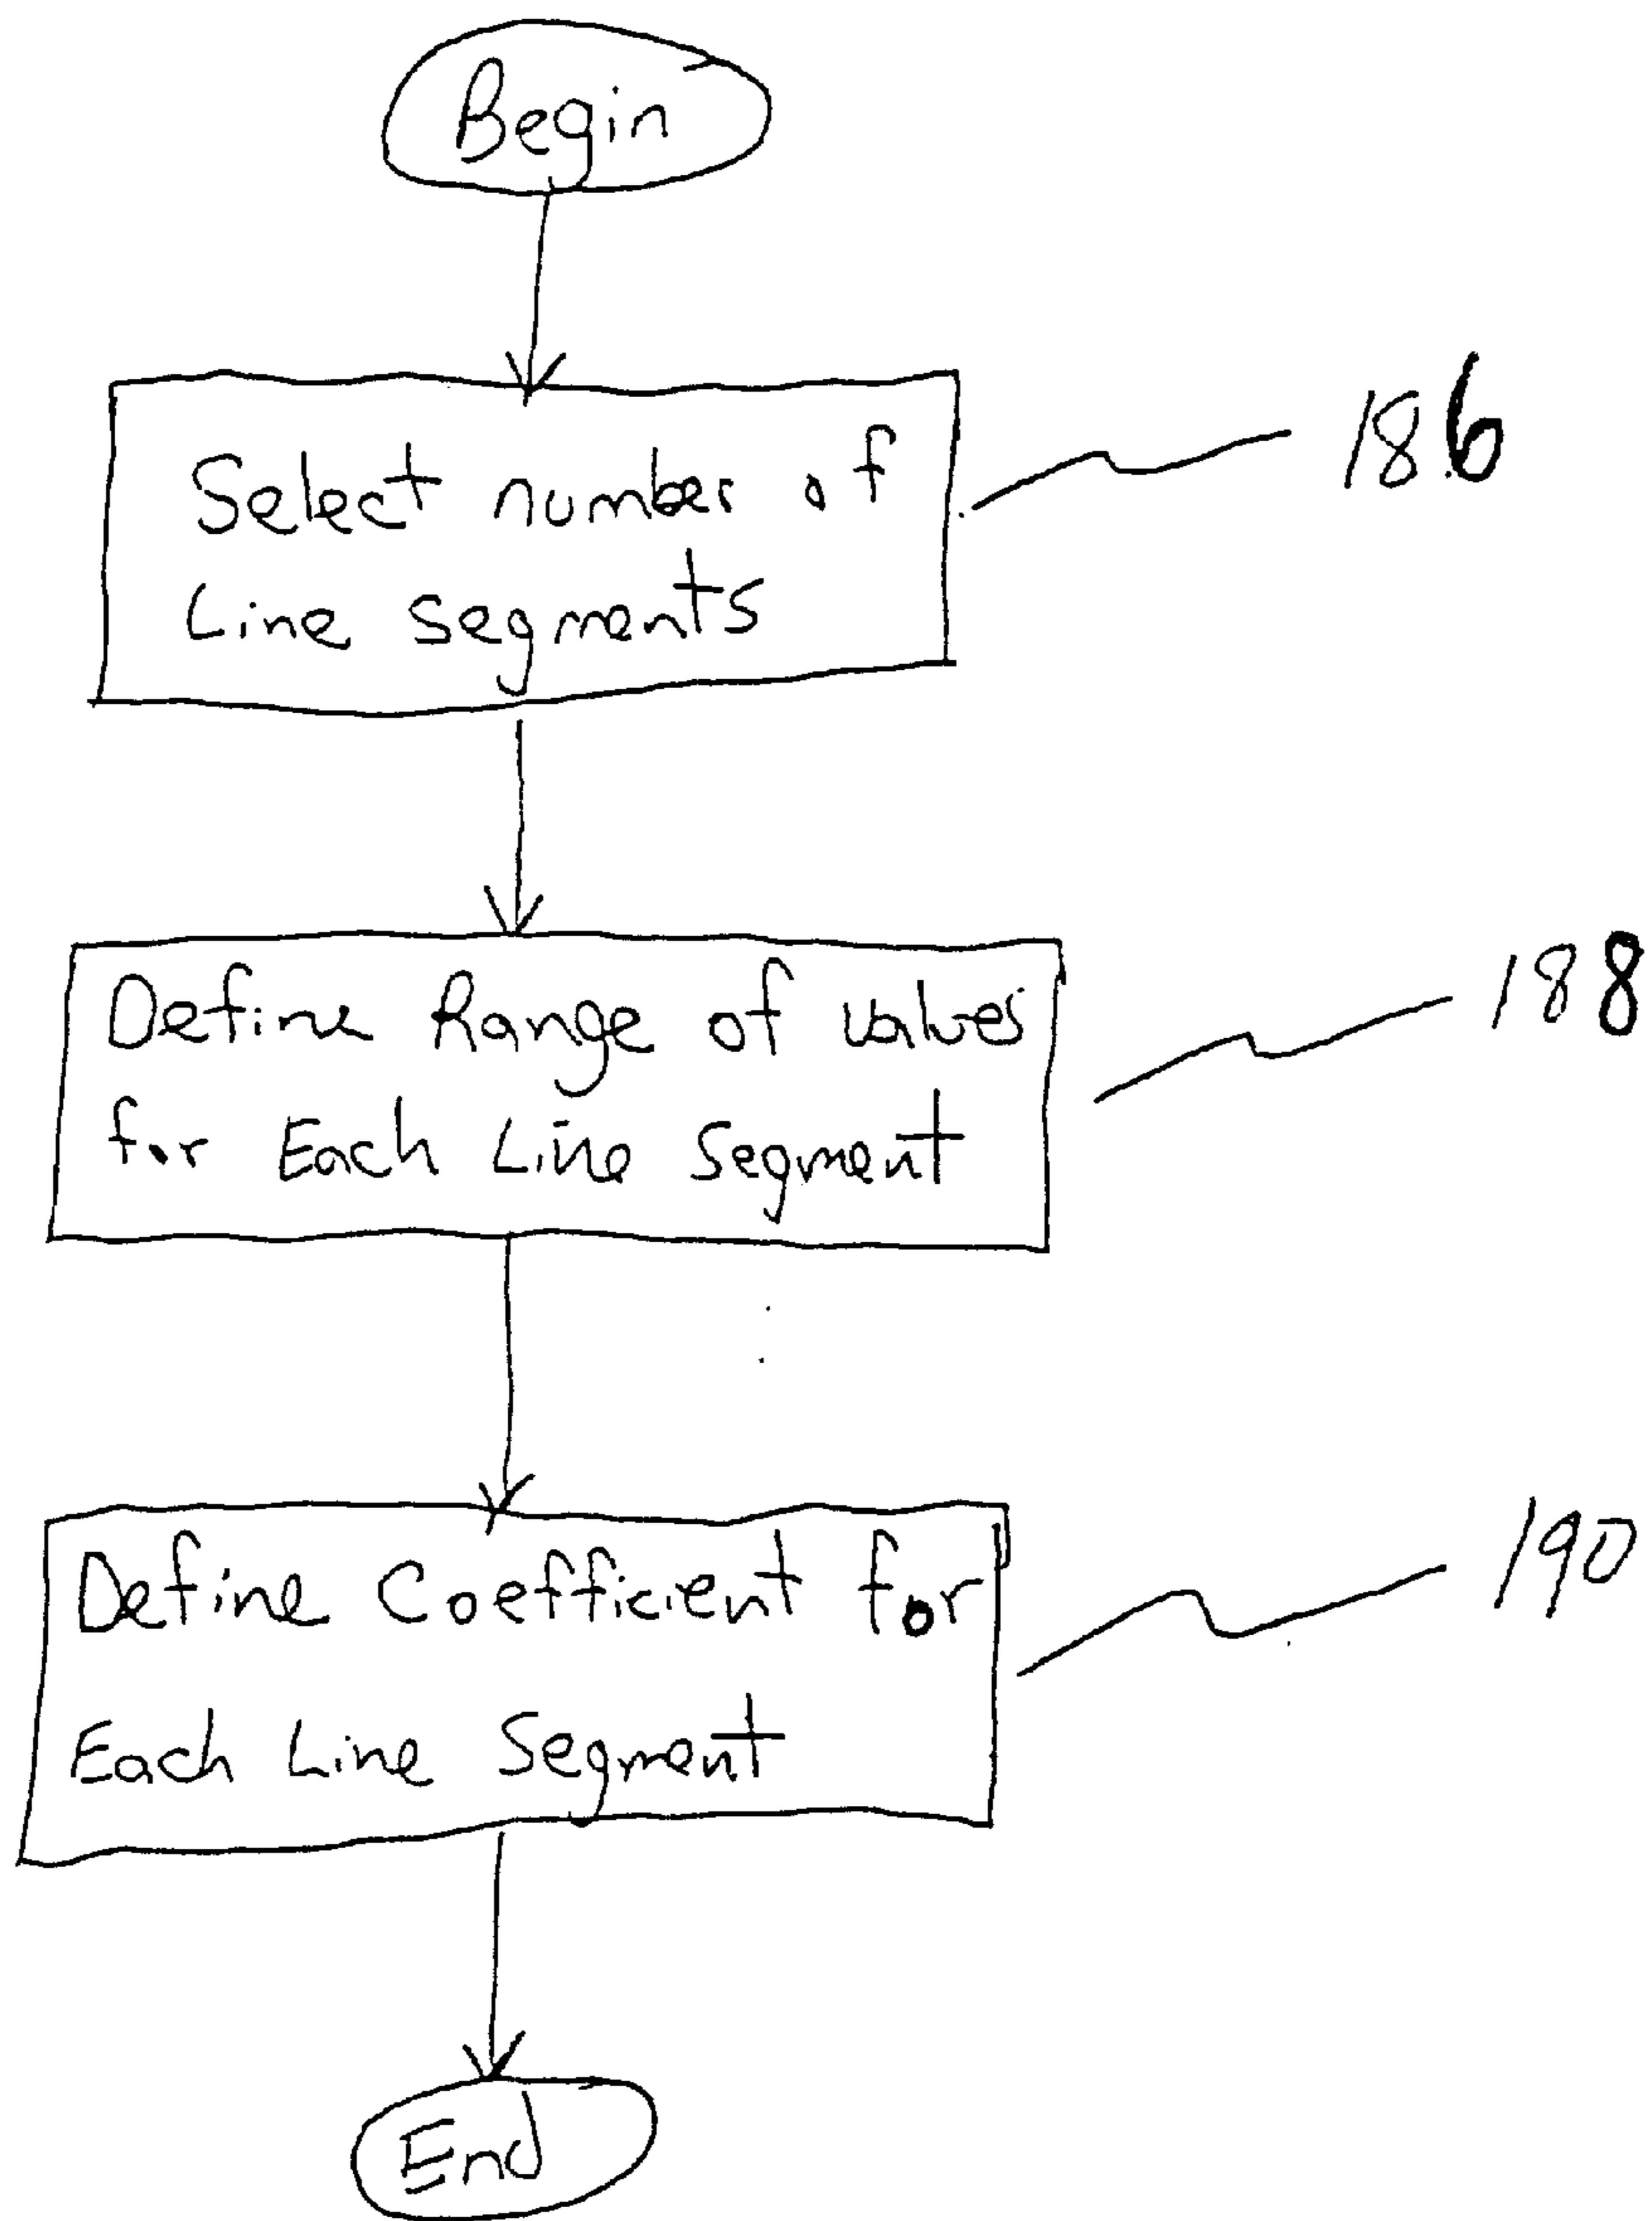 Begin
Select number of
Line segments
186
Define Range of values
for Each Line Segment
188
Define Coefficient for
Each Line Segment
190
End